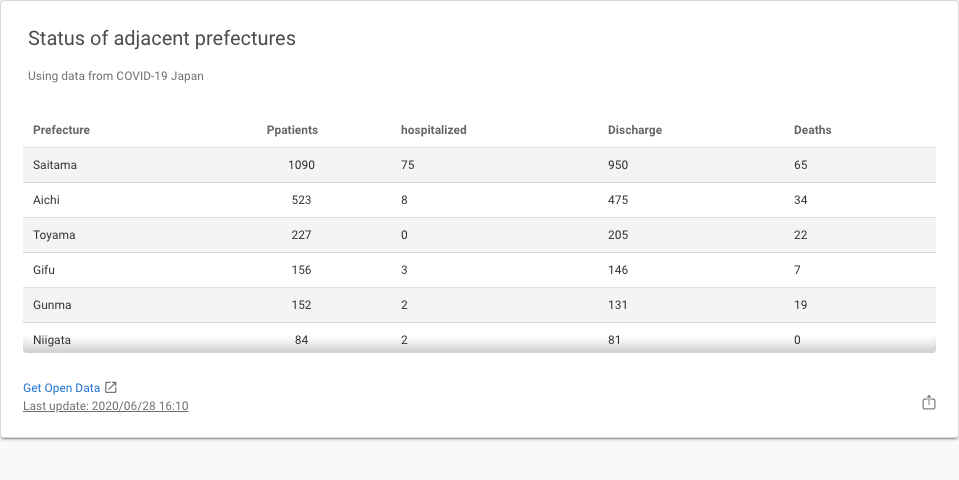 Status of adjacent prefectures
Using data from COVID-19 Japan
Prefecture Ppatients hospitalized Discharge Deaths
Saitama 1090 75 950 65
Aichi 523 8 475 34
Toyama 227 0 205 22
Gifu 156 3 146 7
Gunma 152 2 131 19
Niigata 84 2 81 0
Get Open Data
Last update: 2020/06/28 16:10